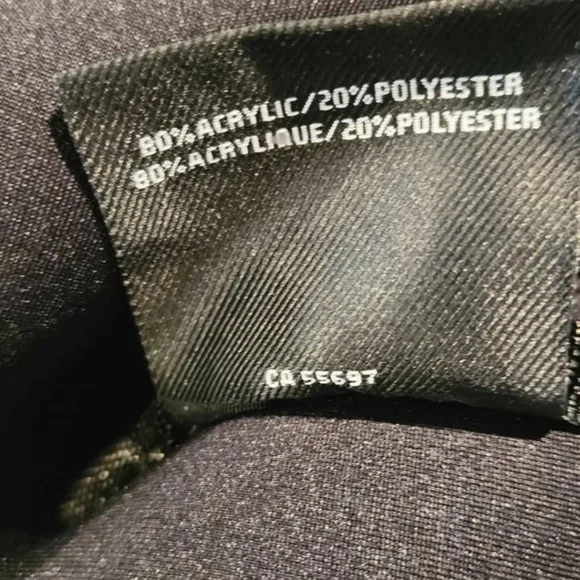 80%ACRYLIC/20%POLYESTER
80%ACRYLIQUE/20%POLYESTER
CA 55697